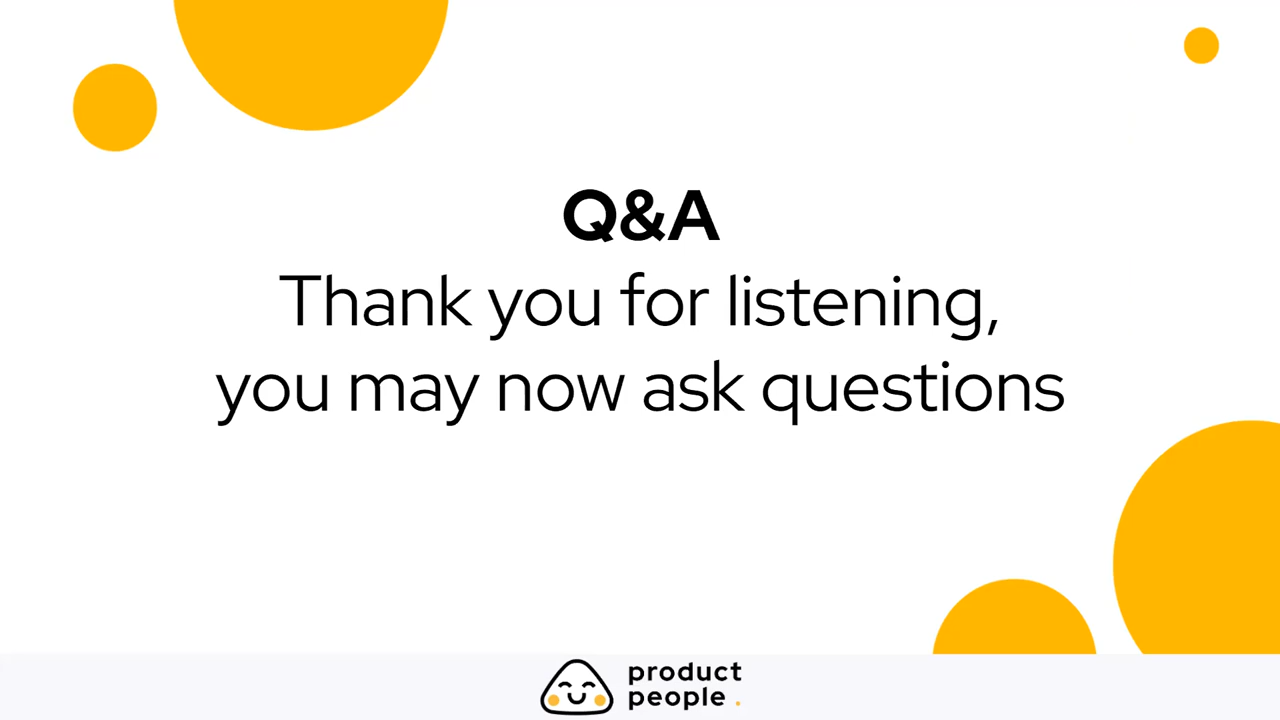 Q&A
Thank you for listening,
you may now ask questions
product
people .